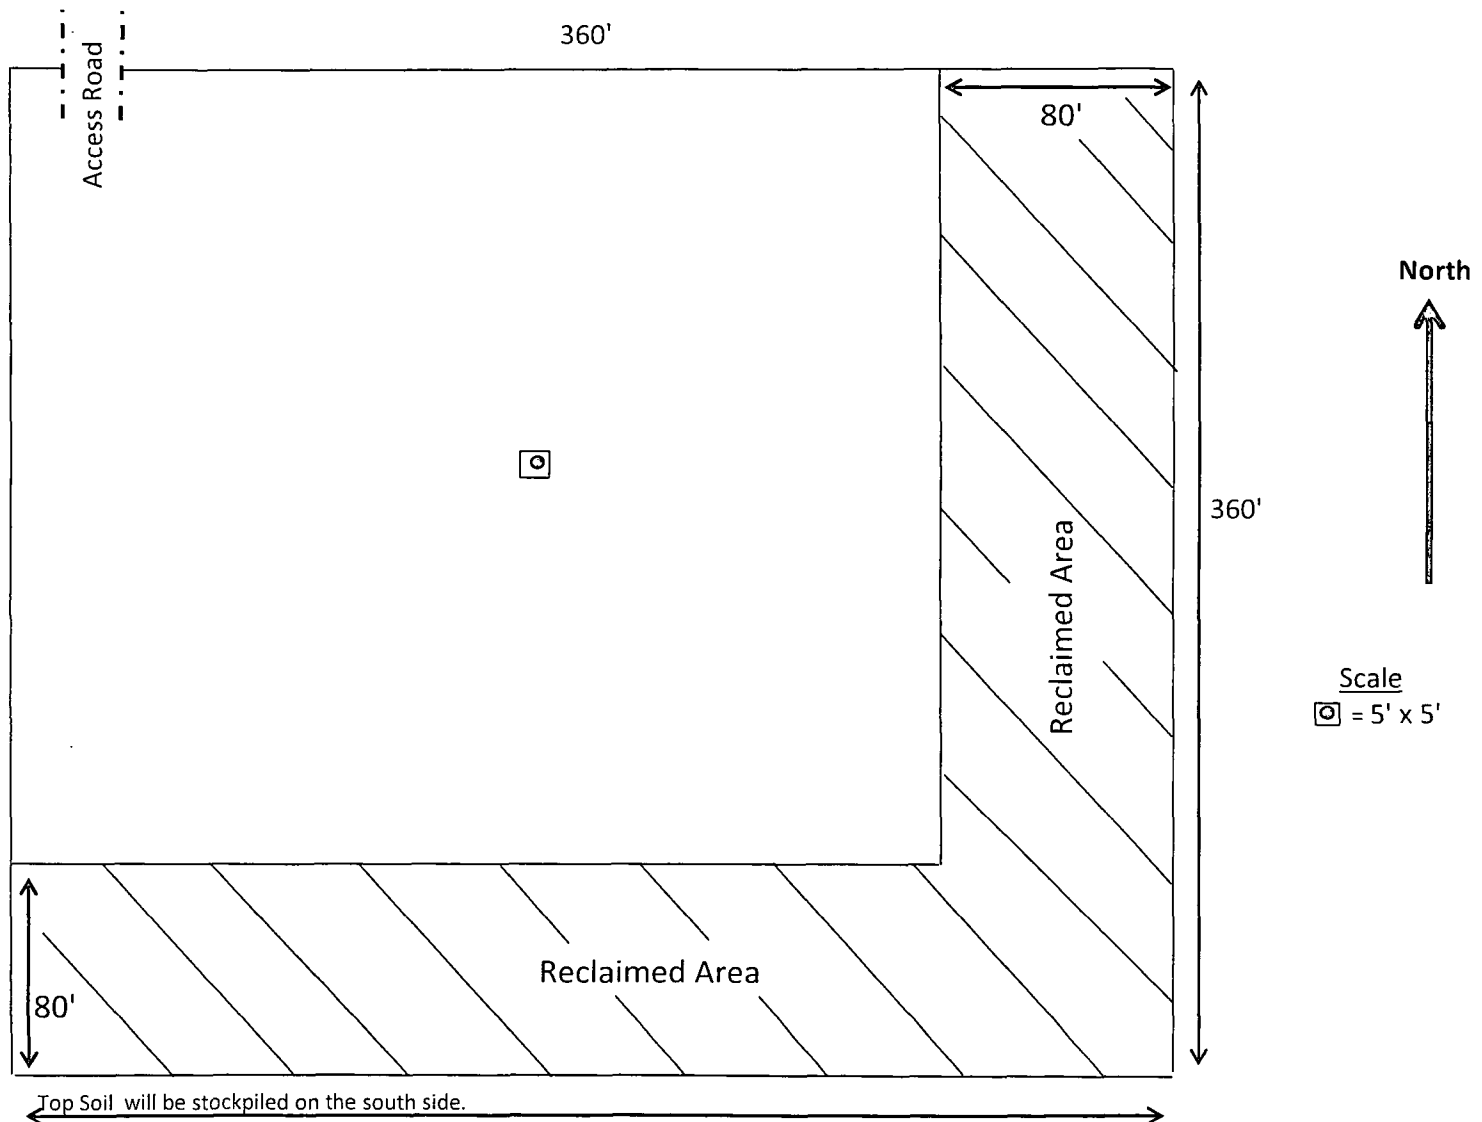 360'
Access Road
80'
North
360'
Reclaimed Area
Scale
= 5' x 5'
Reclaimed Area
80'
Top Soil will be stockpiled on the south side.